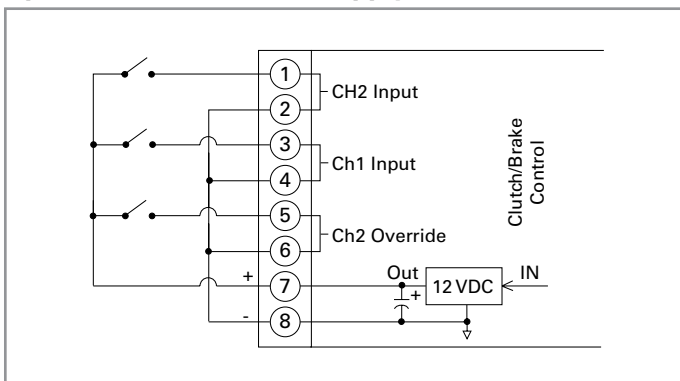 1
CH2 Input
2
3
Ch1 Input
4
5
Ch2 Override
6
+ 7
- 8
Out
+
12 VDC
IN
Clutch/Brake
Control